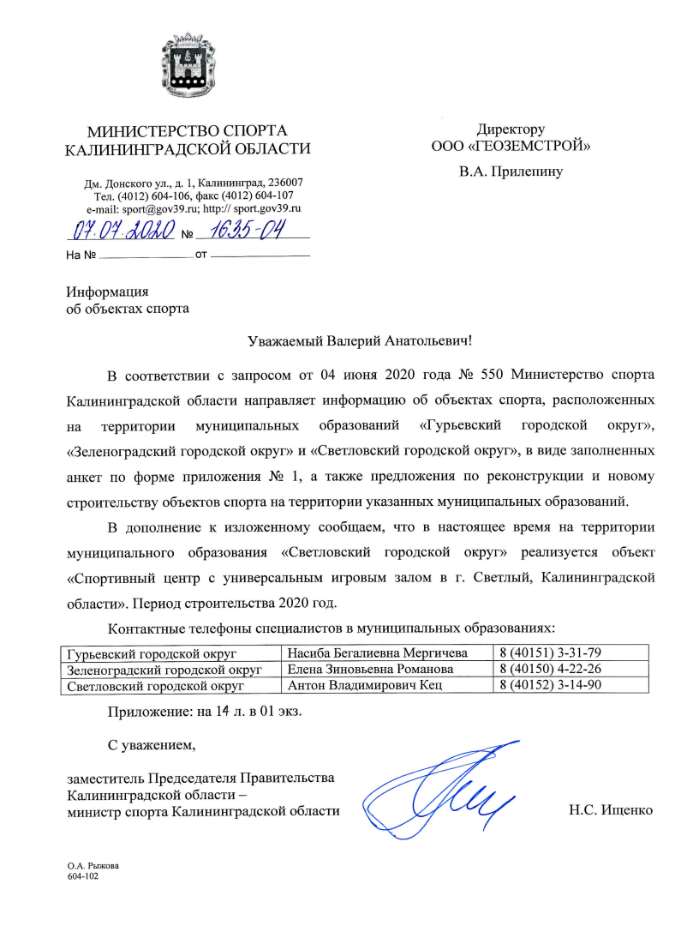 МИНИСТЕРСТВО СПОРТА
КАЛИНИНГРАДСКОЙ ОБЛАСТИ
Дм. Донского ул., д. 1, Калининград, 236007
Тел. (4012) 604-106, факс (4012) 604-107
e-mail: sport@gov39.ru; http:// sport.gov39.ru
07.07.2020 № 1635-04
На № от
Директору
ООО «ГЕОЗЕМСТРОЙ»
В.А. Прилепину
Информация
об объектах спорта
Уважаемый Валерий Анатольевич!
В соответствии с запросом от 04 июня 2020 года № 550 Министерство спорта
Калининградской области направляет информацию об объектах спорта, расположенных
на территории муниципальных образований «Гурьевский городской округ»,
«Зеленоградский городской округ» и «Светловский городской округ», в виде заполненных
анкет по форме приложения № 1, а также предложения по реконструкции и новому
строительству объектов спорта на территории указанных муниципальных образований.
В дополнение к изложенному сообщаем, что в настоящее время на территории
муниципального образования «Светловский городской округ» реализуется объект
«Спортивный центр с универсальным игровым залом в г. Светлый, Калининградской
области». Период строительства 2020 год.
Контактные телефоны специалистов в муниципальных образованиях:
Гурьевский городской округ Насиба Бегалиевна Мергичева 8 (40151) 3-31-79
Зеленоградский городской округ Елена Зиновьевна Романова 8 (40150) 4-22-26
Светловский городской округ Антон Владимирович Кец 8 (40152) 3-14-90
Приложение: на 14 л. в 01 экз.
С уважением,
заместитель Председателя Правительства
Калининградской области –
министр спорта Калининградской области Н.С. Ищенко
О.А. Рыжова
604-102